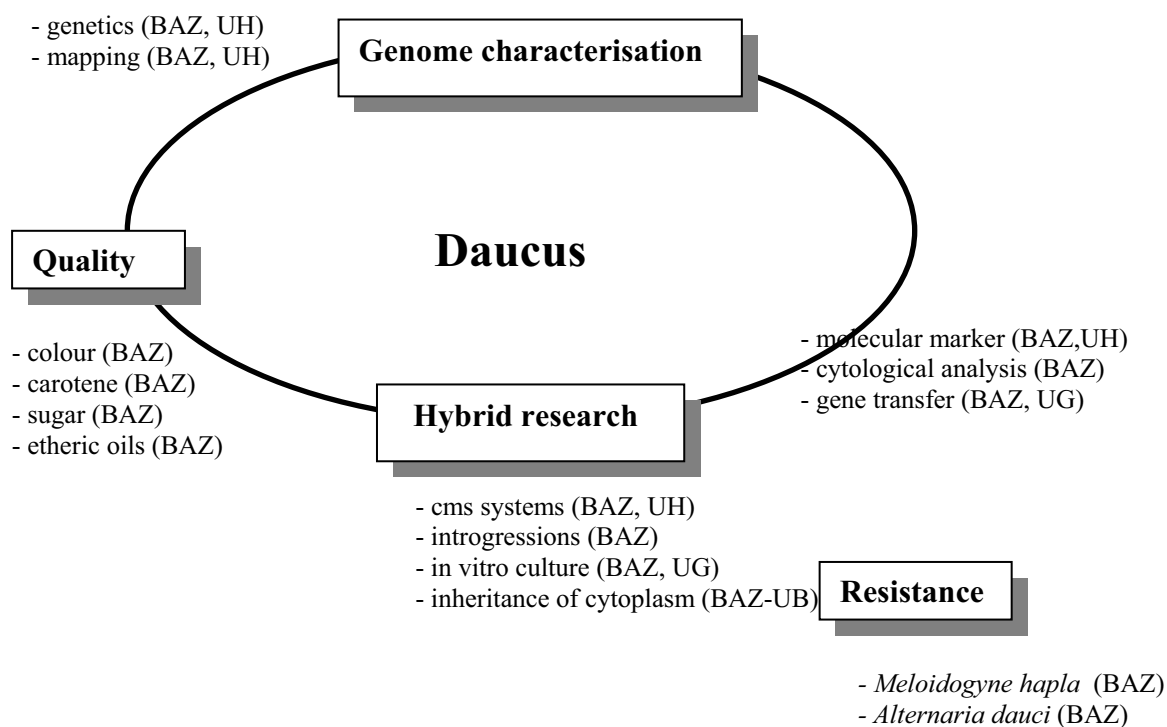 - genetics (BAZ, UH)
- mapping (BAZ, UH)
Genome characterisation
Quality
Daucus
- colour (BAZ)
- carotene (BAZ)
- sugar (BAZ)
- etheric oils (BAZ)
- molecular marker (BAZ,UH)
- cytological analysis (BAZ)
- gene transfer (BAZ, UG)
Hybrid research
- cms systems (BAZ, UH)
- introgressions (BAZ)
- in vitro culture (BAZ, UG)
- inheritance of cytoplasm (BAZ-UB)
Resistance
- Meloidogyne hapla (BAZ)
- Alternaria dauci (BAZ)